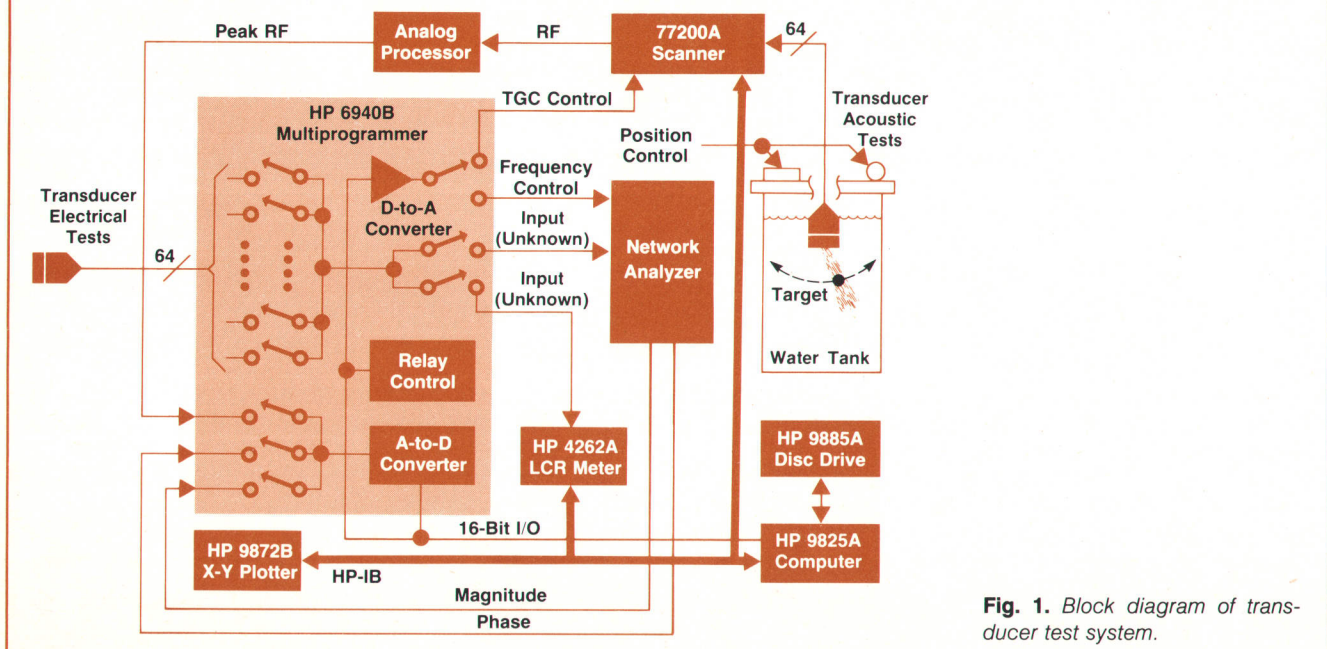 Peak RF
Analog
Processor
RF
77200A
Scanner
64
HP 6940B
Multiprogrammer
TGC Control
Transducer
Acoustic
Tests
Position
Control
Frequency
Control
Transducer
Electrical
Tests
D-to-A
Converter
Input
(Unknown)
Network
Analyzer
64
Input
(Unknown)
Target
Water Tank
Relay
Control
A-to-D
Converter
HP 4262A
LCR Meter
HP 9885A
Disc Drive
16-Bit I/O
HP 9872B
X-Y Plotter
HP-IB
HP 9825A
Computer
Magnitude
Phase
Fig. 1. Block diagram of trans-
ducer test system.